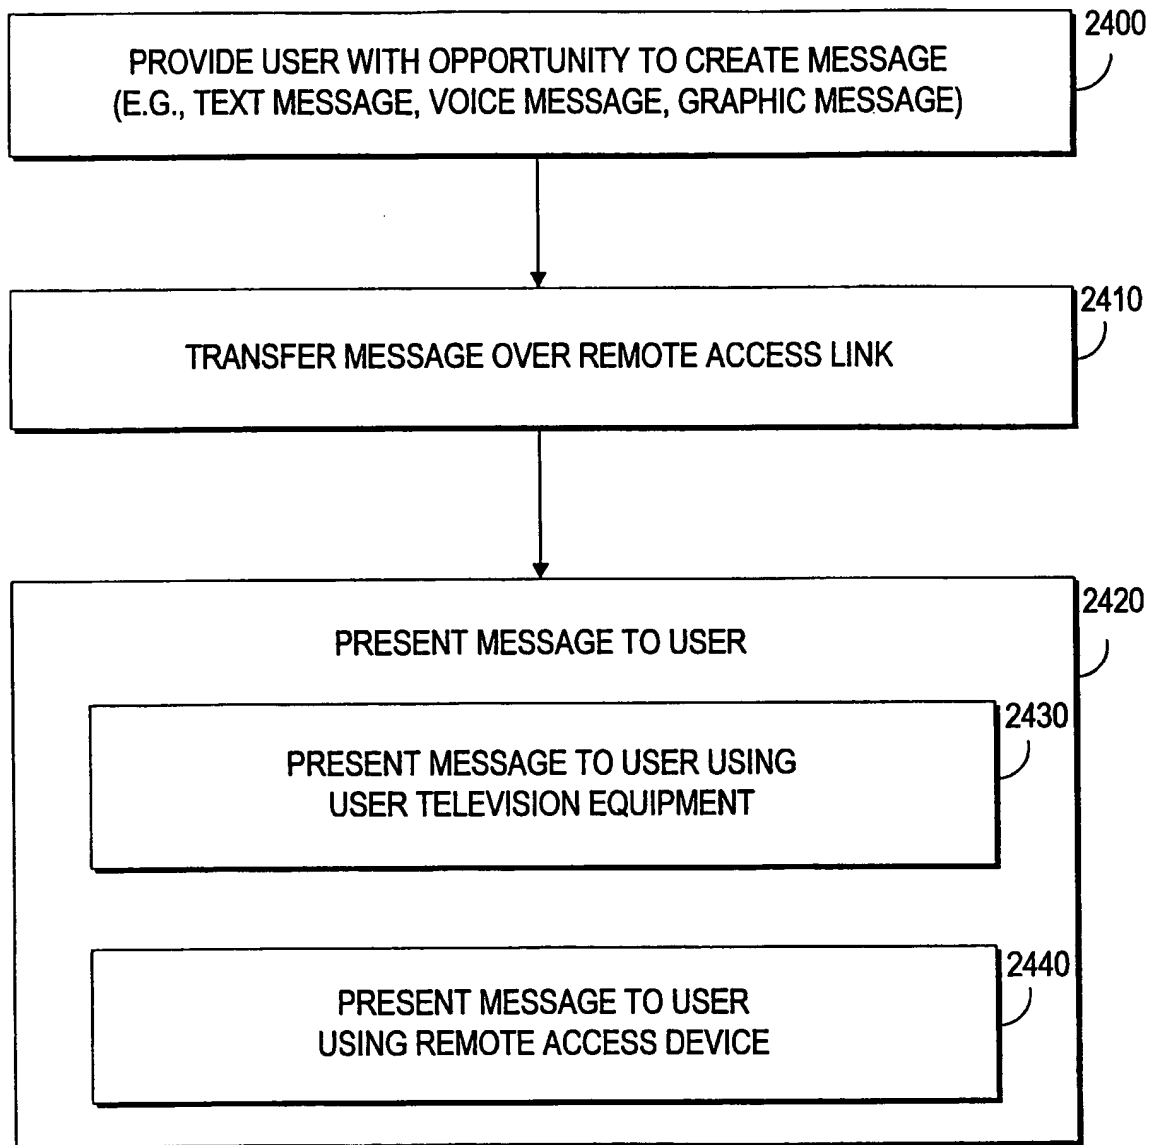 2400
PROVIDE USER WITH OPPORTUNITY TO CREATE MESSAGE
(E.G., TEXT MESSAGE, VOICE MESSAGE, GRAPHIC MESSAGE)
2410
TRANSFER MESSAGE OVER REMOTE ACCESS LINK
2420
PRESENT MESSAGE TO USER
2430
PRESENT MESSAGE TO USER USING
USER TELEVISION EQUIPMENT
2440
PRESENT MESSAGE TO USER
USING REMOTE ACCESS DEVICE